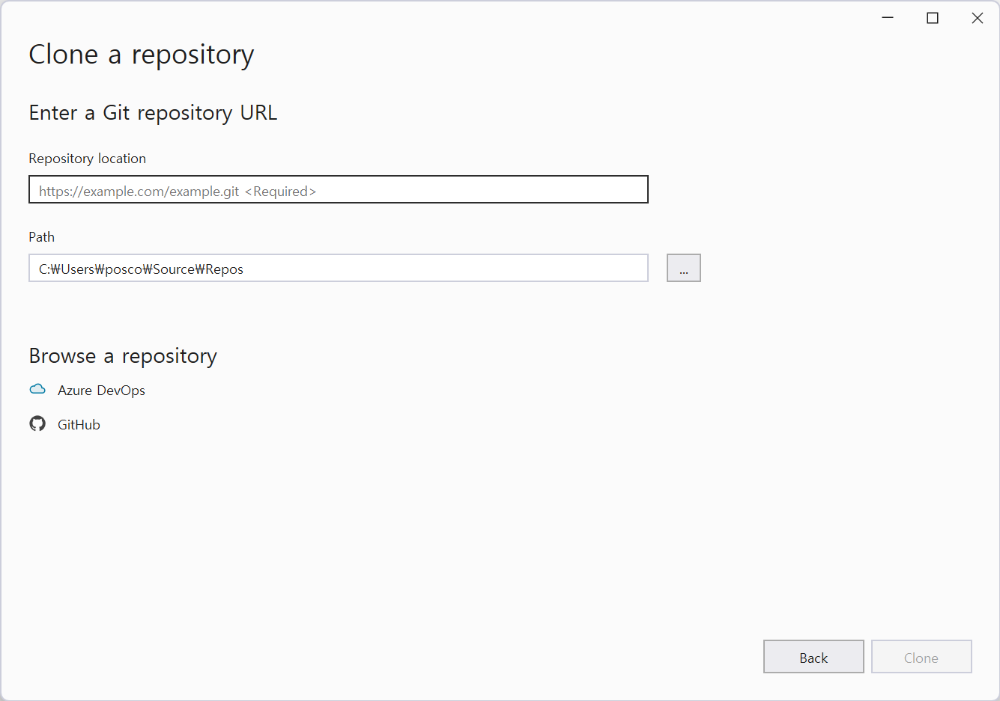 Clone a repository
Enter a Git repository URL
Repository location
https://example.com/example.git <Required>
Path
C:₩Users₩posco₩Source₩Repos
...
Browse a repository
Azure DevOps
GitHub
Back
Clone